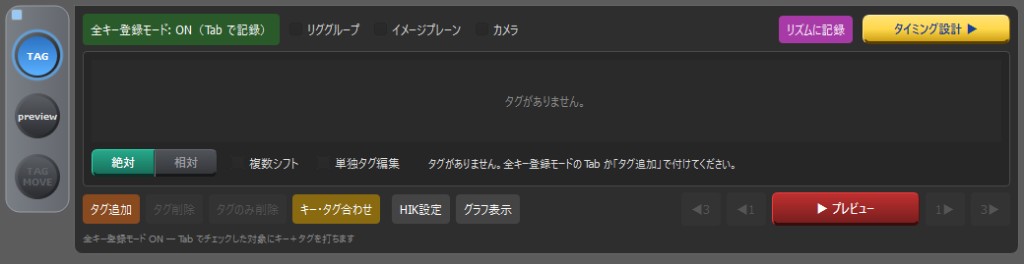 全キー登録モード: ON（Tab で記録） リググループ イメージプレーン カメラ リズムに記録 タイミング設計 ▶
TAG
preview
TAG MOVE
タグがありません。
絶対 相対 複数シフト 単独タグ編集 タグがありません。全キー登録モードの Tab か「タグ追加」で付けてください。
タグ追加 タグ削除 タグのみ削除 キー・タグ合わせ HIK設定 グラフ表示 ◀3 ◀1 ▶ プレビュー 1▶ 3▶
全キー登録モード ON — Tab でチェックした対象にキー＋タグを打ちます